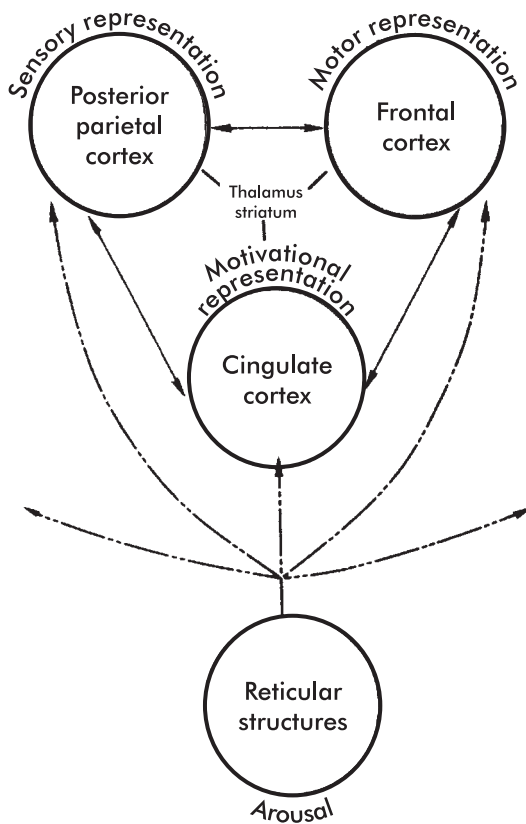 Sensory representation
Motor representation
Posterior
parietal
cortex
Frontal
cortex
Thalamus
striatum
Motivational
representation
Cingulate
cortex
Reticular
structures
Arousal